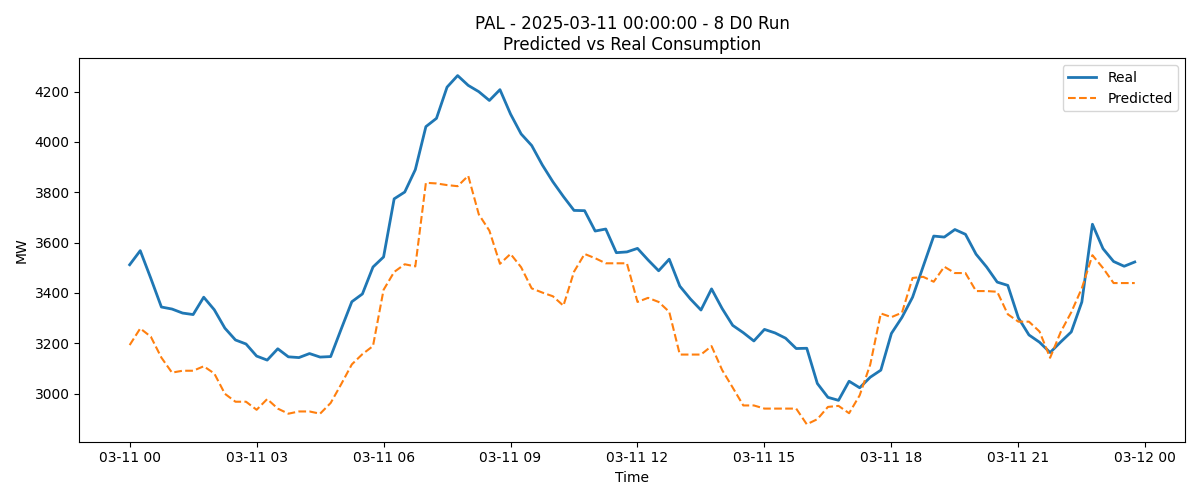 PAL - 2025-03-11 00:00:00 - 8 D0 Run
Predicted vs Real Consumption
Real
Predicted
MW
4200
4000
3800
3600
3400
3200
3000
03-11 00
03-11 03
03-11 06
03-11 09
03-11 12
03-11 15
03-11 18
03-11 21
03-12 00
Time